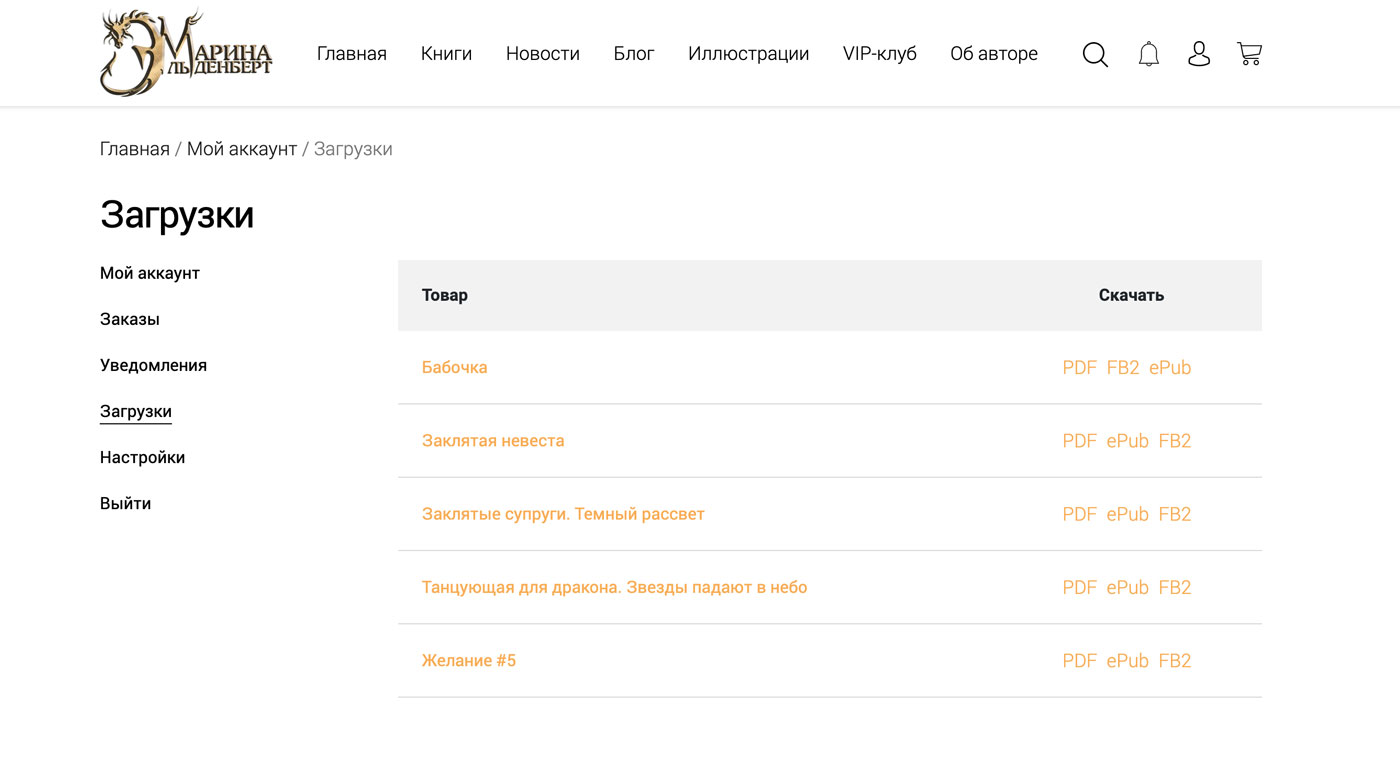 Марина
Эльденберт
Главная Книги Новости Блог Иллюстрации VIP-клуб Об авторе
Главная / Мой аккаунт / Загрузки
Загрузки
Мой аккаунт
Заказы
Уведомления
Загрузки
Настройки
Выйти
Товар Скачать
Бабочка PDF FB2 ePub
Заклятая невеста PDF ePub FB2
Заклятые супруги. Темный рассвет PDF ePub FB2
Танцующая для дракона. Звезды падают в небо PDF ePub FB2
Желание #5 PDF ePub FB2